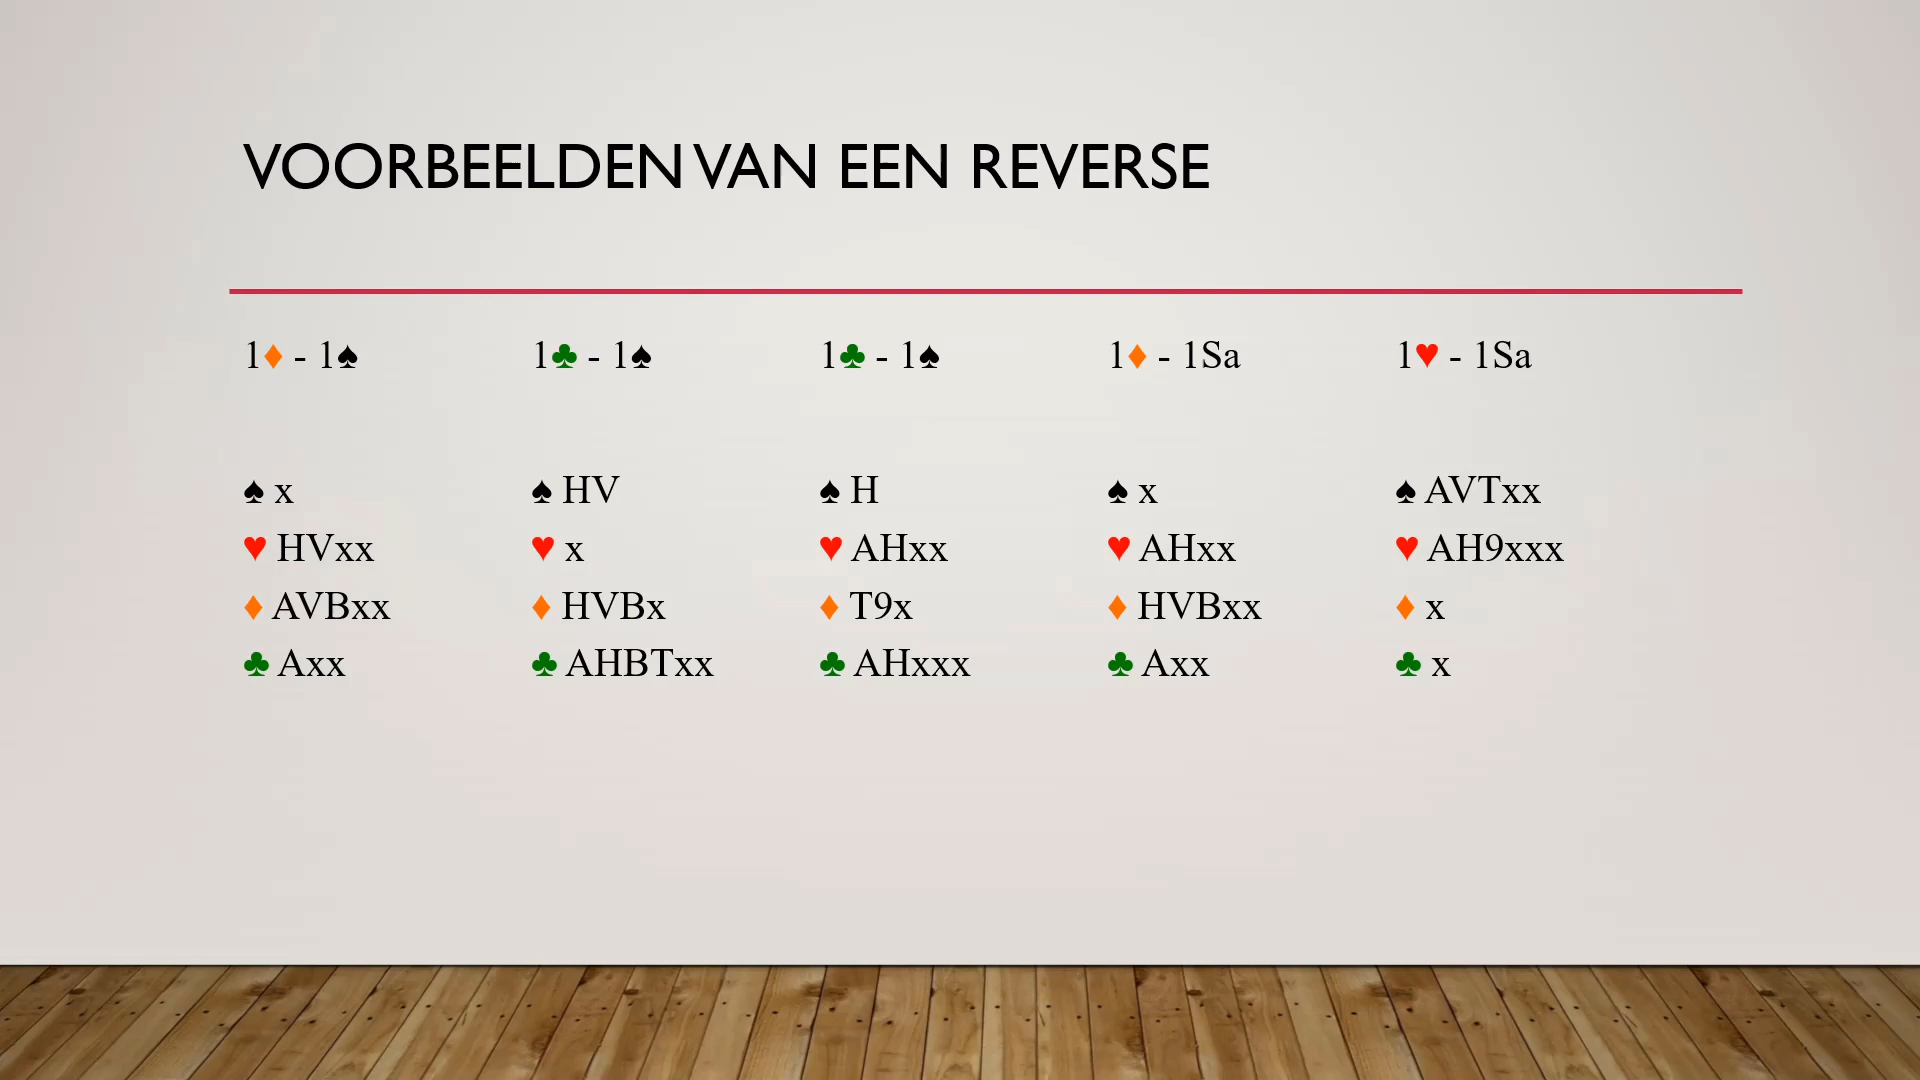 VOORBEELDEN VAN EEN REVERSE
1♦ - 1♠ 1♣ - 1♠ 1♣ - 1♠ 1♦ - 1Sa 1♥ - 1Sa
♠ x ♠ HV ♠ H ♠ x ♠ AVTxx
♥ HVxx ♥ x ♥ AHxx ♥ AHxx ♥ AH9xxx
♦ AVBxx ♦ HVBx ♦ T9x ♦ HVBxx ♦ x
♣ Axx ♣ AHBTxx ♣ AHxxx ♣ Axx ♣ x